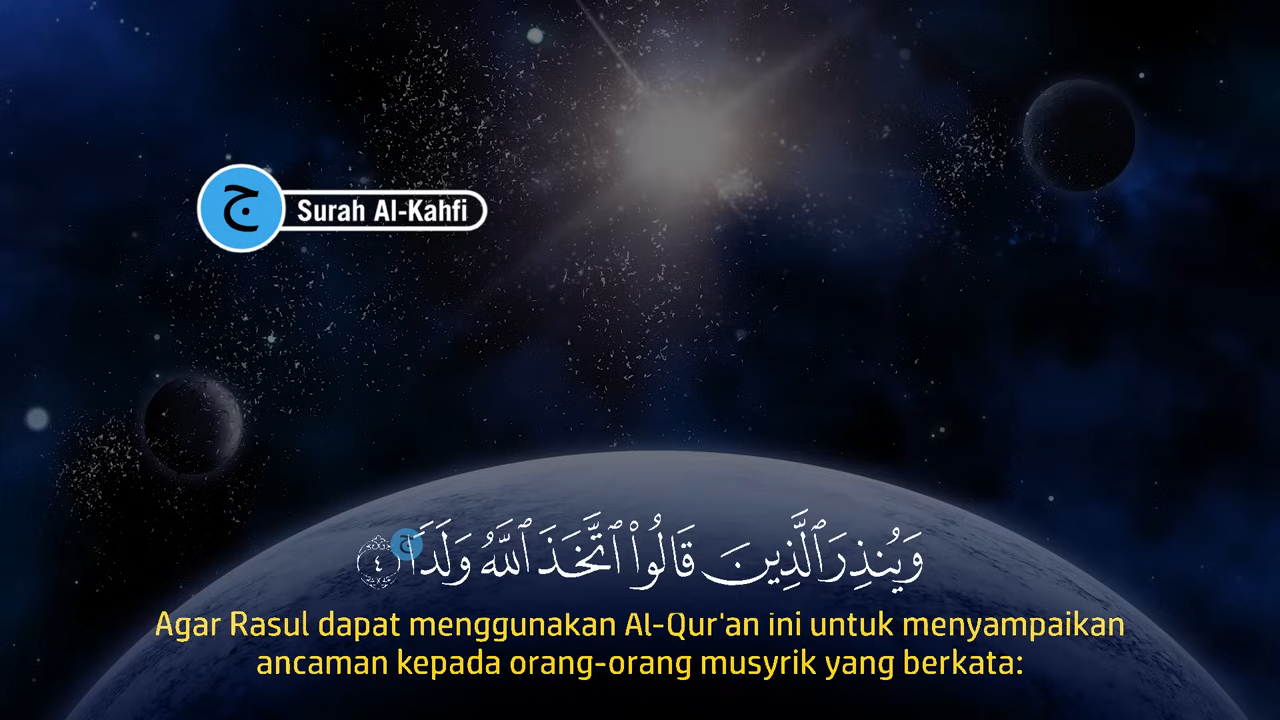 ج
Surah Al-Kahfi
وَيُنذِرَ ٱلَّذِينَ قَالُوا۟ ٱتَّخَذَ ٱللَّهُ وَلَدًا ج ٤
Agar Rasul dapat menggunakan Al-Qur'an ini untuk menyampaikan
ancaman kepada orang-orang musyrik yang berkata: